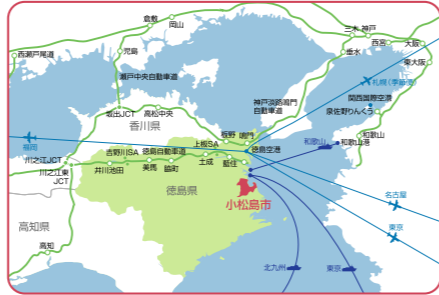 倉敷
岡山
三木
神戸
西瀬戸尾道
児島
西宮
大阪
垂水
東大阪
瀬戸中央自動車道
札幌(季節便)
関西国際空港
坂出JCT
高松中央
神戸淡路鳴門
自動車道
泉佐野りんくう
香川県
福岡
板野
鳴門
和歌山
和歌山
和歌山港
上板SA
徳島空港
川之江JCT
吉野川SA
徳島自動車道
土成
藍住
川之江東
JCT
井川池田
美馬
脇町
徳島県
小松島市
名古屋
高知県
東京
高知
北九州
東京